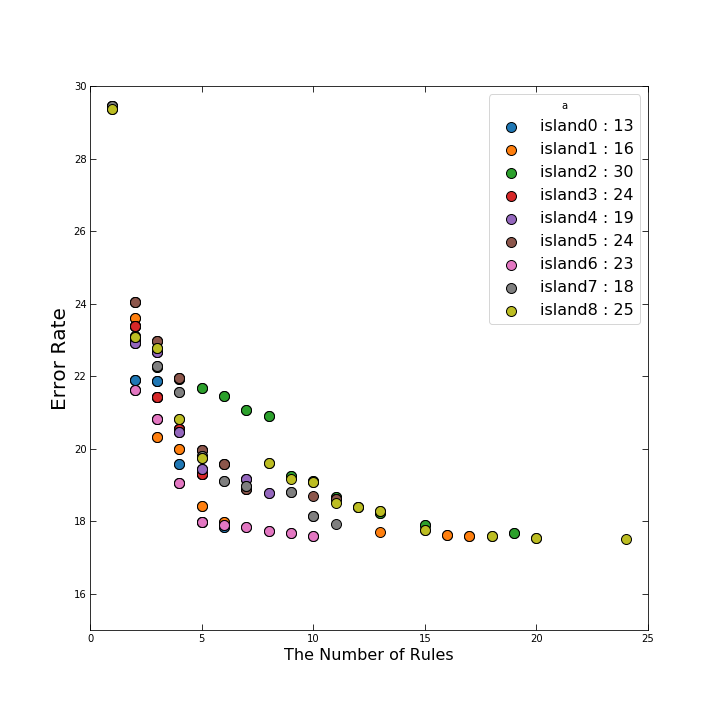 30
28
26
24
22
20
18
16
0
5
10
15
20
25
Error Rate
The Number of Rules
a
island0 : 13
island1 : 16
island2 : 30
island3 : 24
island4 : 19
island5 : 24
island6 : 23
island7 : 18
island8 : 25